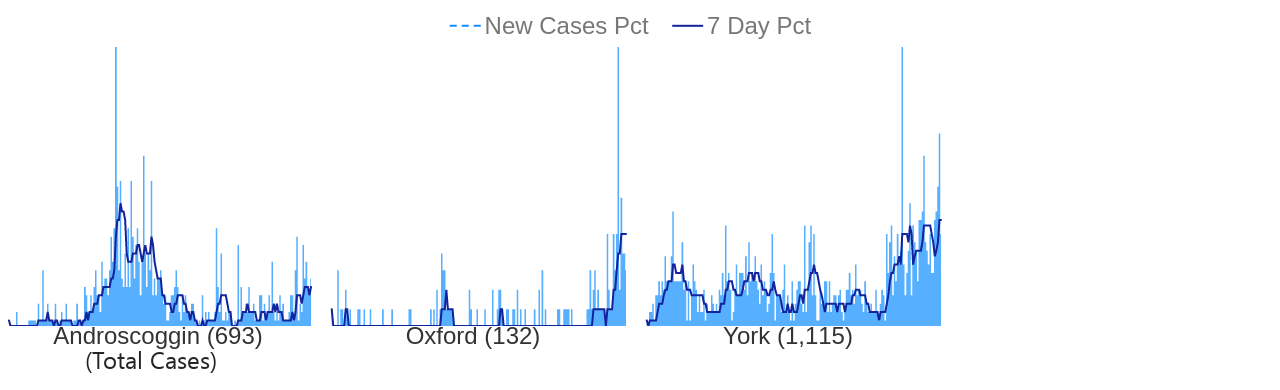 New Cases Pct 7 Day Pct
Androscoggin (693) Oxford (132) York (1,115)
(Total Cases)